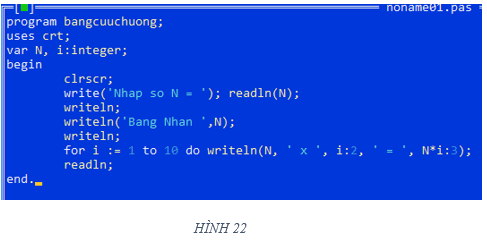 [■] noname01.pas
program bangcuuchuong;
uses crt;
var N, i:integer;
begin
clrscr;
write('Nhap so N = '); readln(N);
writeln;
writeln('Bang Nhan ',N);
writeln;
for i := 1 to 10 do writeln(N, ' x ', i:2, ' = ', N*i:3);
readln;
end.
HÌNH 22